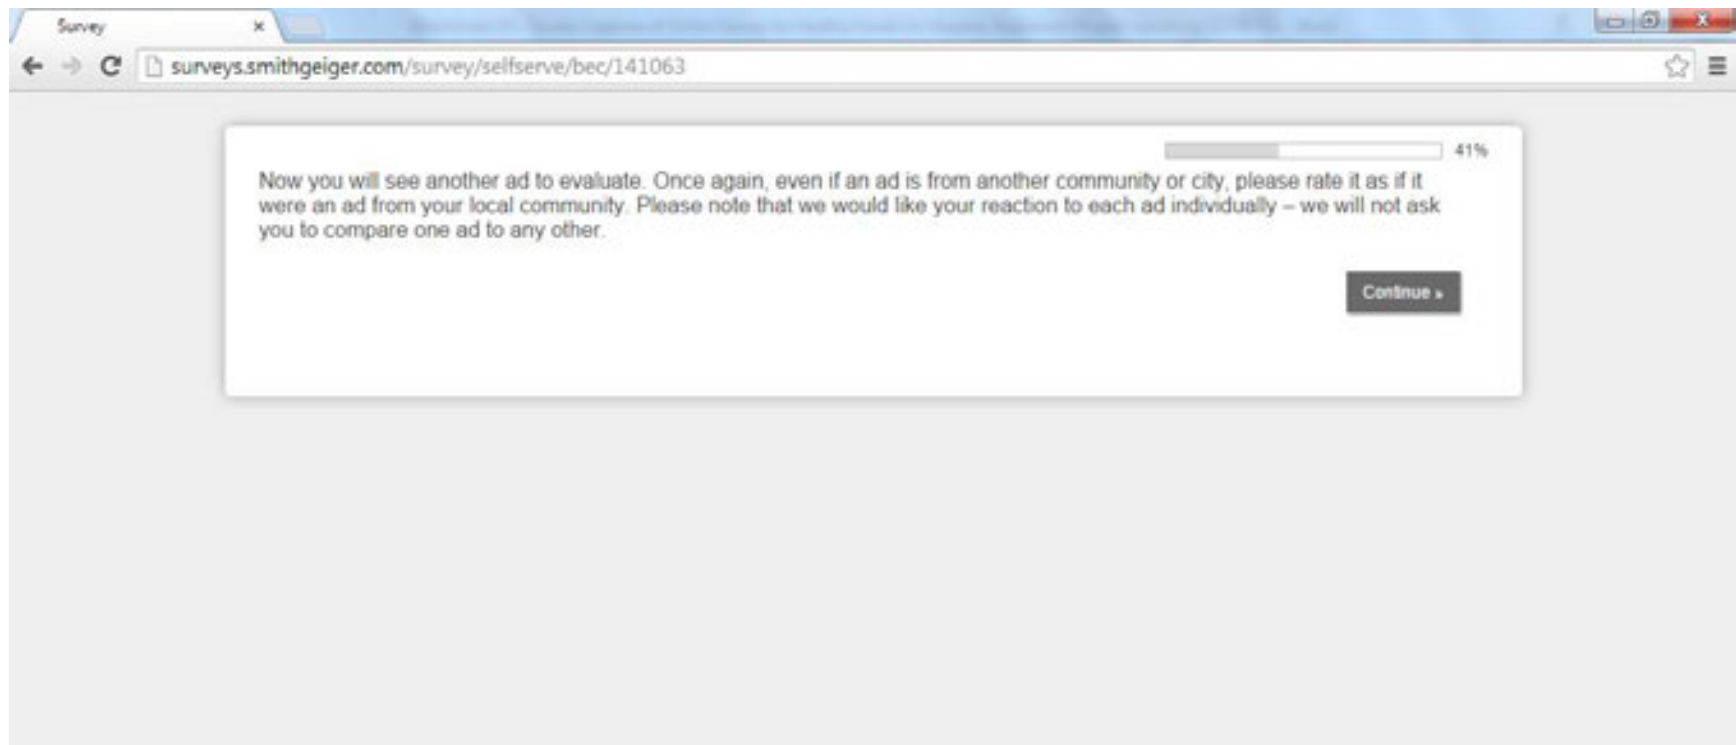 Survey
surveys.smithgeiger.com/survey/selfserve/bec/141063
41%
Now you will see another ad to evaluate. Once again, even if an ad is from another community or city, please rate it as if it
were an ad from your local community. Please note that we would like your reaction to each ad individually – we will not ask
you to compare one ad to any other.
Continue »